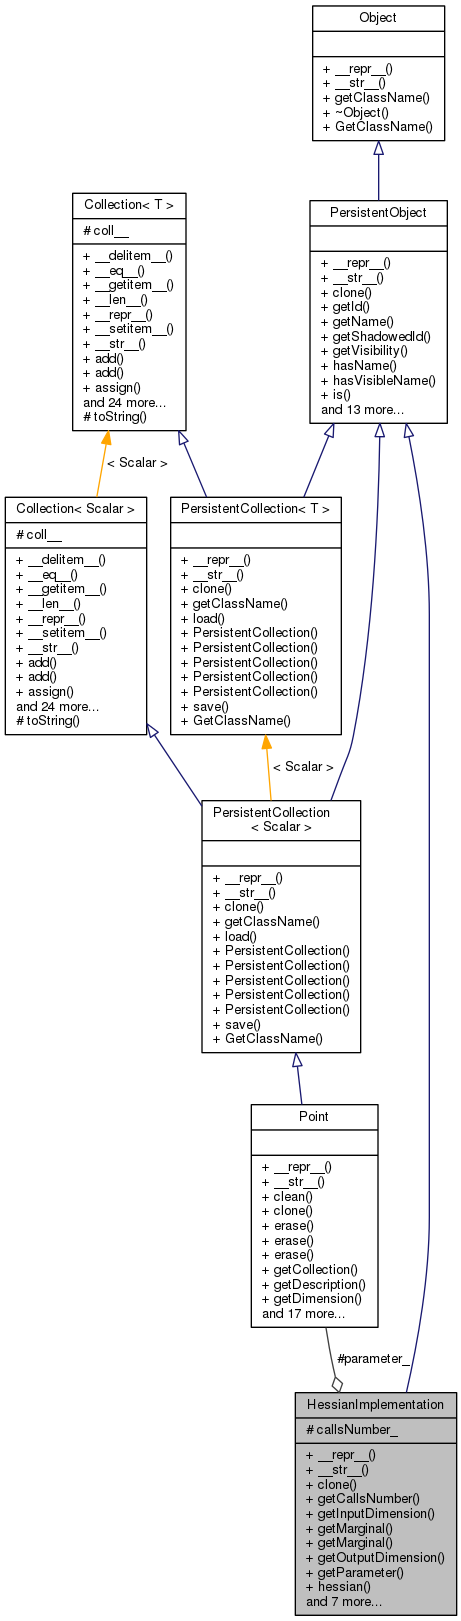 Object
+ __repr__()
+ __str__()
+ getClassName()
+ ~Object()
+ GetClassName()
Collection< T >
# coll__
+ __delitem__()
+ __eq__()
+ __getitem__()
+ __len__()
+ __repr__()
+ __setitem__()
+ __str__()
+ add()
+ add()
+ assign()
and 24 more...
# toString()
PersistentObject
+ __repr__()
+ __str__()
+ clone()
+ getId()
+ getName()
+ getShadowedId()
+ getVisibility()
+ hasName()
+ hasVisibleName()
+ is()
and 13 more...
< Scalar >
Collection< Scalar >
# coll__
+ __delitem__()
+ __eq__()
+ __getitem__()
+ __len__()
+ __repr__()
+ __setitem__()
+ __str__()
+ add()
+ add()
+ assign()
and 24 more...
# toString()
PersistentCollection< T >
+ __repr__()
+ __str__()
+ clone()
+ getClassName()
+ load()
+ PersistentCollection()
+ PersistentCollection()
+ PersistentCollection()
+ PersistentCollection()
+ PersistentCollection()
+ save()
+ GetClassName()
< Scalar >
PersistentCollection
< Scalar >
+ __repr__()
+ __str__()
+ clone()
+ getClassName()
+ load()
+ PersistentCollection()
+ PersistentCollection()
+ PersistentCollection()
+ PersistentCollection()
+ PersistentCollection()
+ save()
+ GetClassName()
Point
+ __repr__()
+ __str__()
+ clean()
+ clone()
+ erase()
+ erase()
+ erase()
+ getCollection()
+ getDescription()
+ getDimension()
and 17 more...
#parameter_
HessianImplementation
# callsNumber_
+ __repr__()
+ __str__()
+ clone()
+ getCallsNumber()
+ getInputDimension()
+ getMarginal()
+ getMarginal()
+ getOutputDimension()
+ getParameter()
+ hessian()
and 7 more...